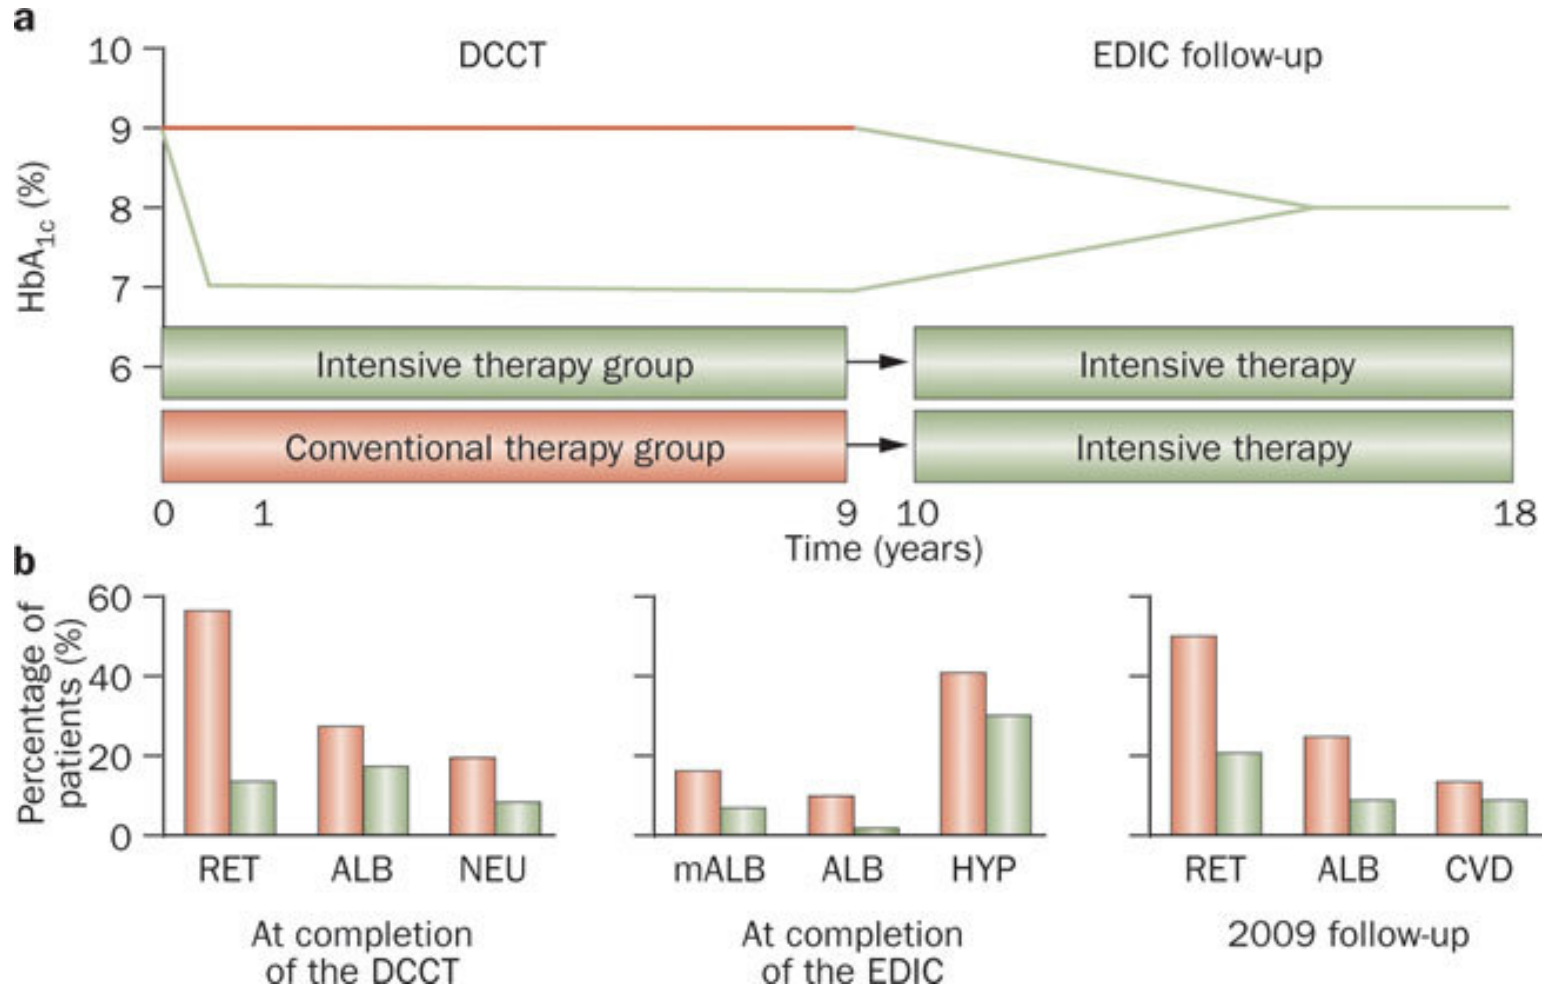 a
DCCT
EDIC follow-up
HbA1c (%)
10
9
8
7
6
Intensive therapy group
Intensive therapy
Conventional therapy group
Intensive therapy
0 1 9 10 18
Time (years)
b
Percentage of
patients (%)
60
40
20
0
RET ALB NEU
At completion
of the DCCT
mALB ALB HYP
At completion
of the EDIC
RET ALB CVD
2009 follow-up